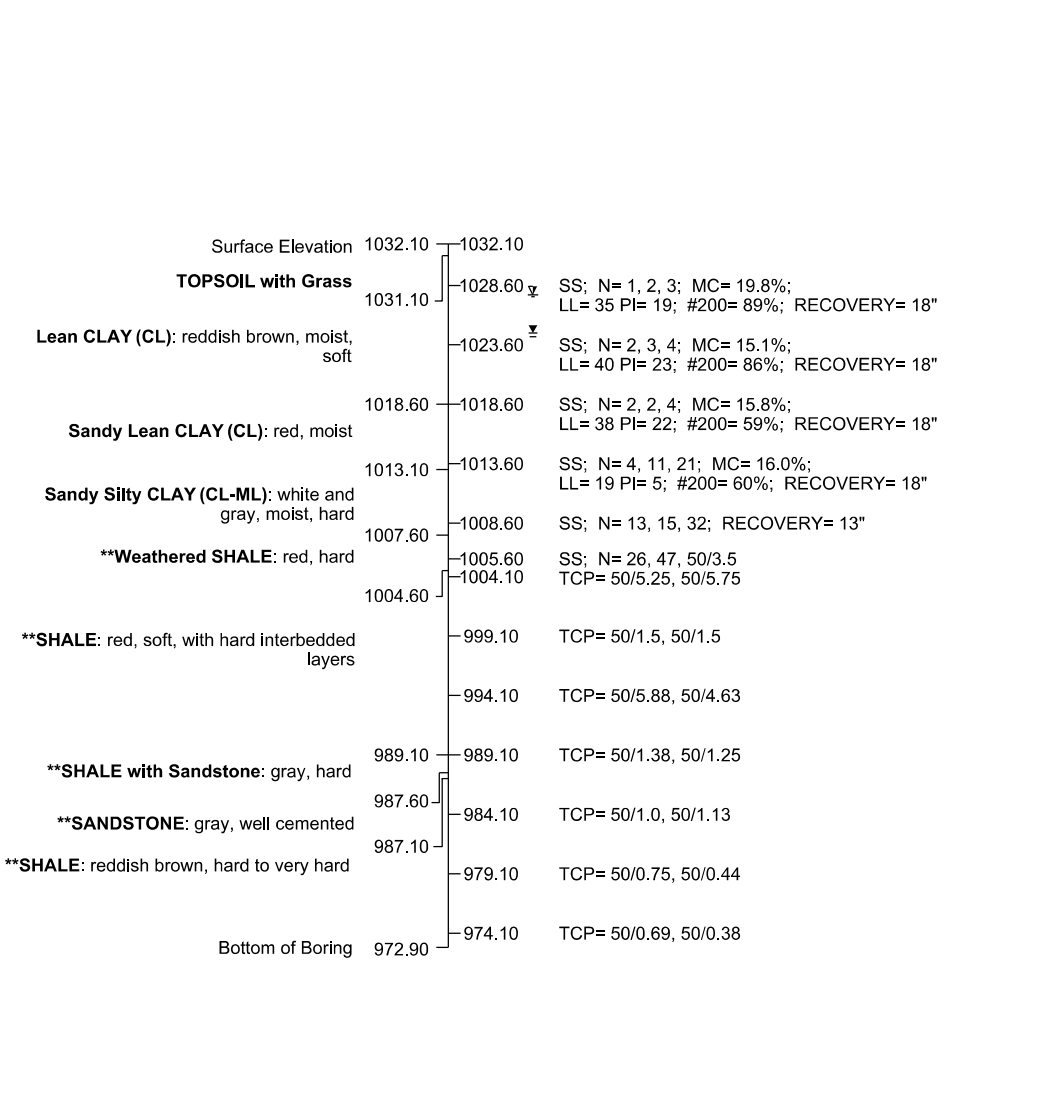 Surface Elevation 1032.10 1032.10
TOPSOIL with Grass
1028.60 SS; N= 1, 2, 3; MC= 19.8%;
1031.10
LL= 35 PI= 19; #200= 89%; RECOVERY= 18"
Lean CLAY (CL): reddish brown, moist,
soft
1023.60 SS; N= 2, 3, 4; MC= 15.1%;
LL= 40 PI= 23; #200= 86%; RECOVERY= 18"
1018.60 1018.60 SS; N= 2, 2, 4; MC= 15.8%;
LL= 38 PI= 22; #200= 59%; RECOVERY= 18"
Sandy Lean CLAY (CL): red, moist
1013.10 1013.60 SS; N= 4, 11, 21; MC= 16.0%;
LL= 19 PI= 5; #200= 60%; RECOVERY= 18"
Sandy Silty CLAY (CL-ML): white and
gray, moist, hard
1008.60 SS; N= 13, 15, 32; RECOVERY= 13"
1007.60
**Weathered SHALE: red, hard
1005.60 SS; N= 26, 47, 50/3.5
1004.10 TCP= 50/5.25, 50/5.75
1004.60
**SHALE: red, soft, with hard interbedded
layers
999.10 TCP= 50/1.5, 50/1.5
994.10 TCP= 50/5.88, 50/4.63
989.10 989.10 TCP= 50/1.38, 50/1.25
**SHALE with Sandstone: gray, hard
987.60
984.10 TCP= 50/1.0, 50/1.13
**SANDSTONE: gray, well cemented
987.10
**SHALE: reddish brown, hard to very hard
979.10 TCP= 50/0.75, 50/0.44
974.10 TCP= 50/0.69, 50/0.38
Bottom of Boring 972.90